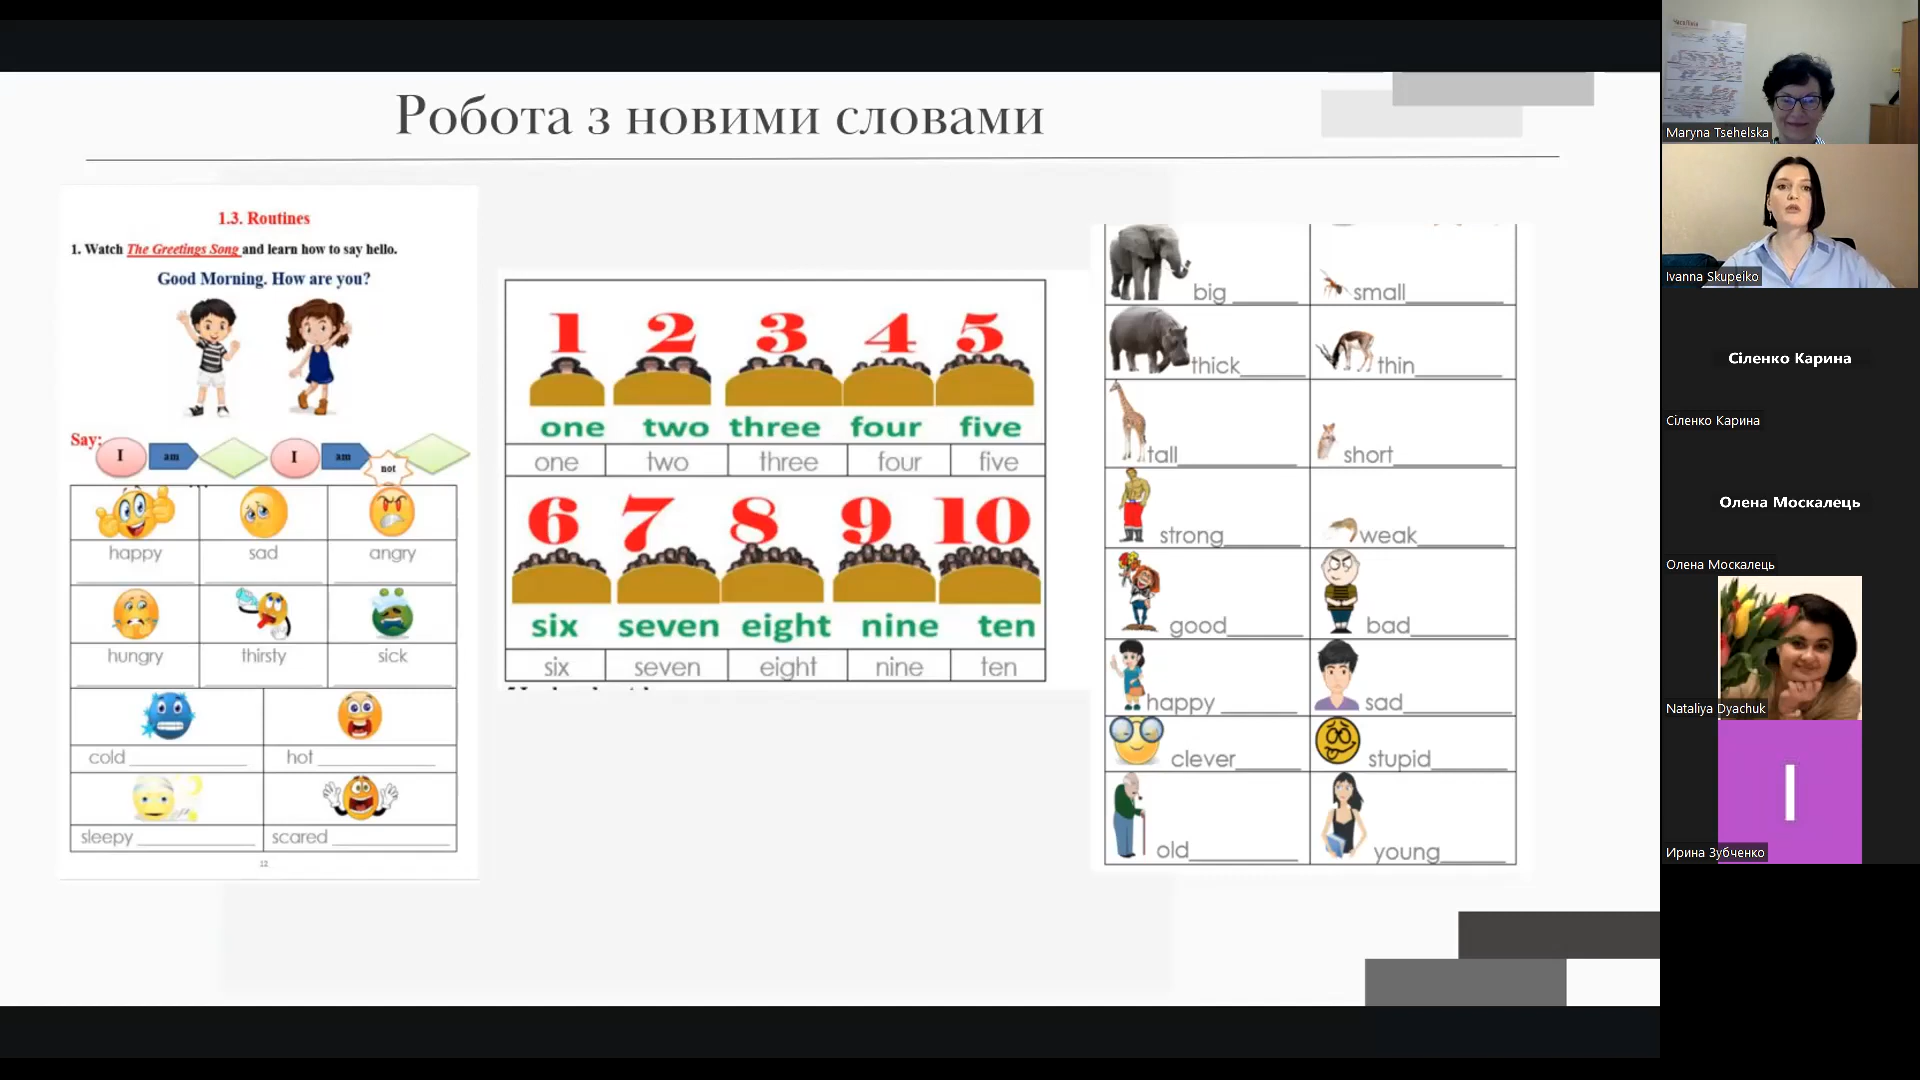 Робота з новими словами
1.3. Routines
1. Watch The Greetings Song and learn how to say hello.
Good Morning. How are you?
Say:
I am I am not
happy sad angry
hungry thirsty sick
cold hot
sleepy scared
12
1 2 3 4 5
one two three four five
one two three four five
6 7 8 9 10
six seven eight nine ten
six seven eight nine ten
big small
thick thin
tall short
strong weak
good bad
happy sad
clever stupid
old young
Maryna Tsehelska
Ivanna Skupeiko
Сіленко Карина
Сіленко Карина
Олена Москалець
Олена Москалець
Nataliya Dyachuk
I
Ирина Зубченко